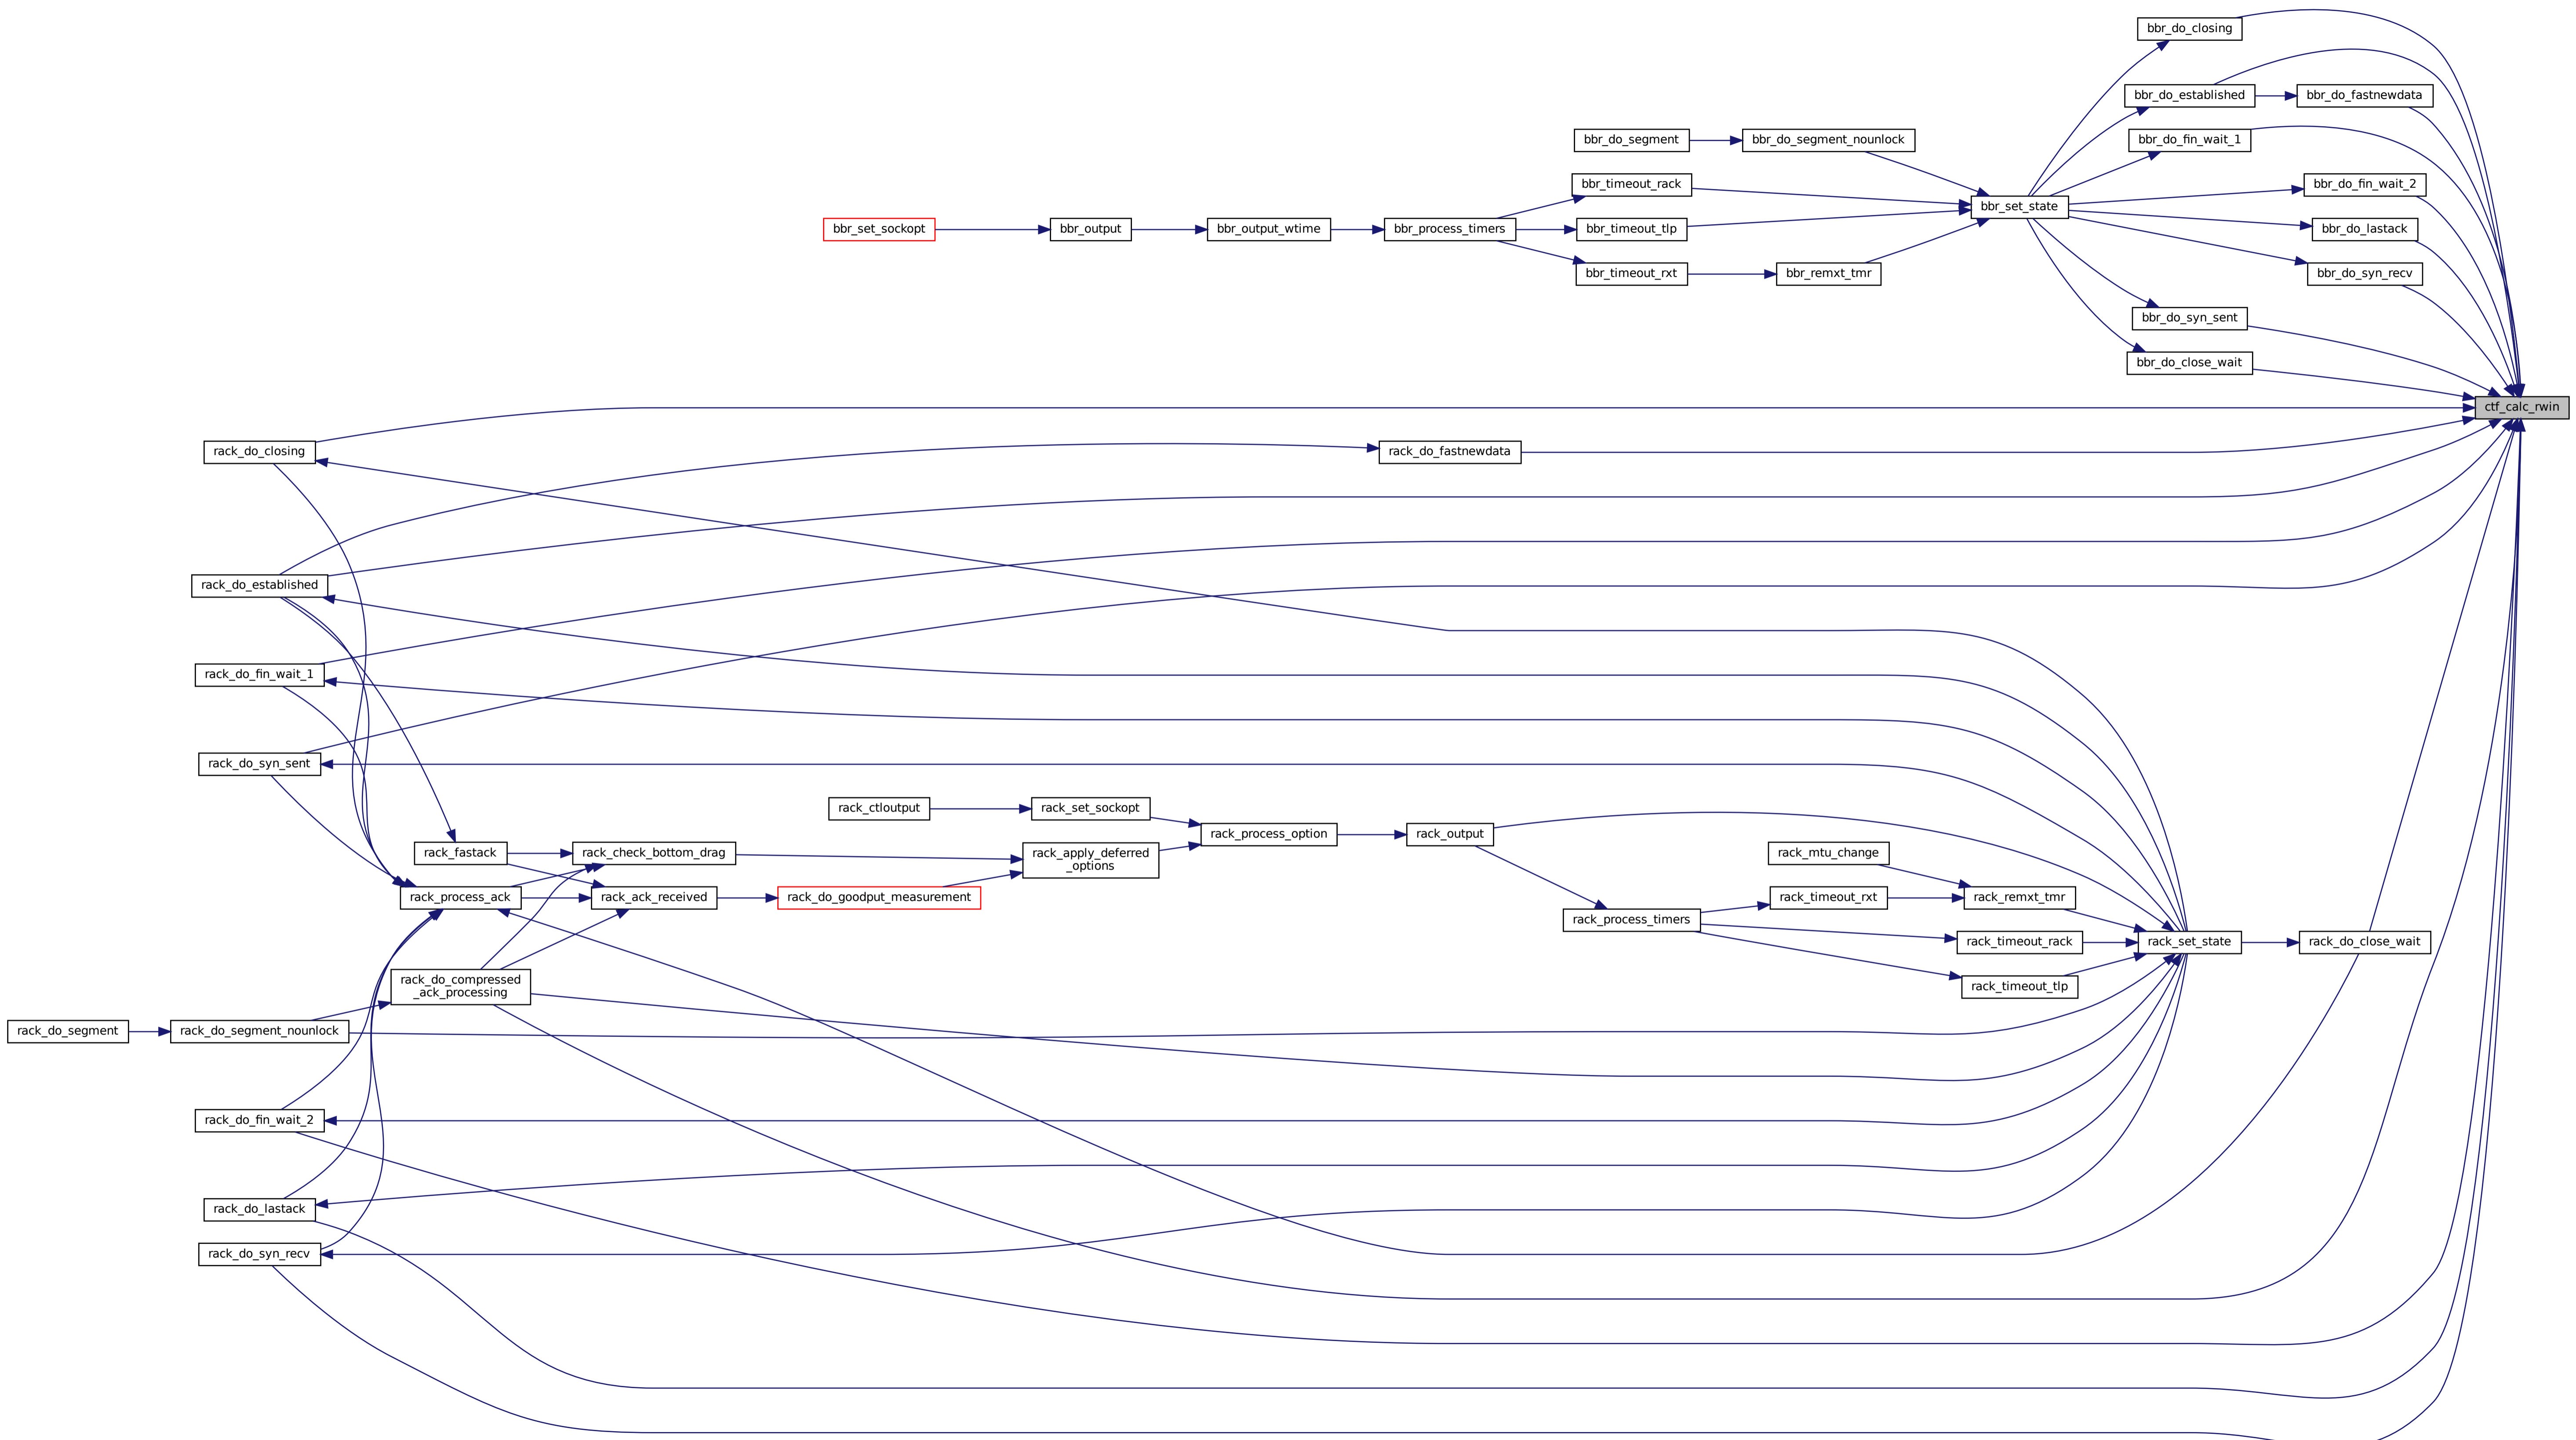 bbr_do_closing
bbr_do_established
bbr_do_fastnewdata
bbr_do_segment
bbr_do_segment_nounlock
bbr_do_fin_wait_1
bbr_timeout_rack
bbr_do_fin_wait_2
bbr_set_state
bbr_set_sockopt
bbr_output
bbr_output_wtime
bbr_process_timers
bbr_timeout_tlp
bbr_do_lastack
bbr_timeout_rxt
bbr_remxt_tmr
bbr_do_syn_recv
bbr_do_syn_sent
bbr_do_close_wait
ctf_calc_rwin
rack_do_closing
rack_do_fastnewdata
rack_do_established
rack_do_fin_wait_1
rack_do_syn_sent
rack_ctloutput
rack_set_sockopt
rack_process_option
rack_output
rack_fastack
rack_check_bottom_drag
rack_apply_deferred
_options
rack_mtu_change
rack_process_ack
rack_ack_received
rack_do_goodput_measurement
rack_timeout_rxt
rack_remxt_tmr
rack_process_timers
rack_timeout_rack
rack_set_state
rack_do_close_wait
rack_do_compressed
_ack_processing
rack_timeout_tlp
rack_do_segment
rack_do_segment_nounlock
rack_do_fin_wait_2
rack_do_lastack
rack_do_syn_recv